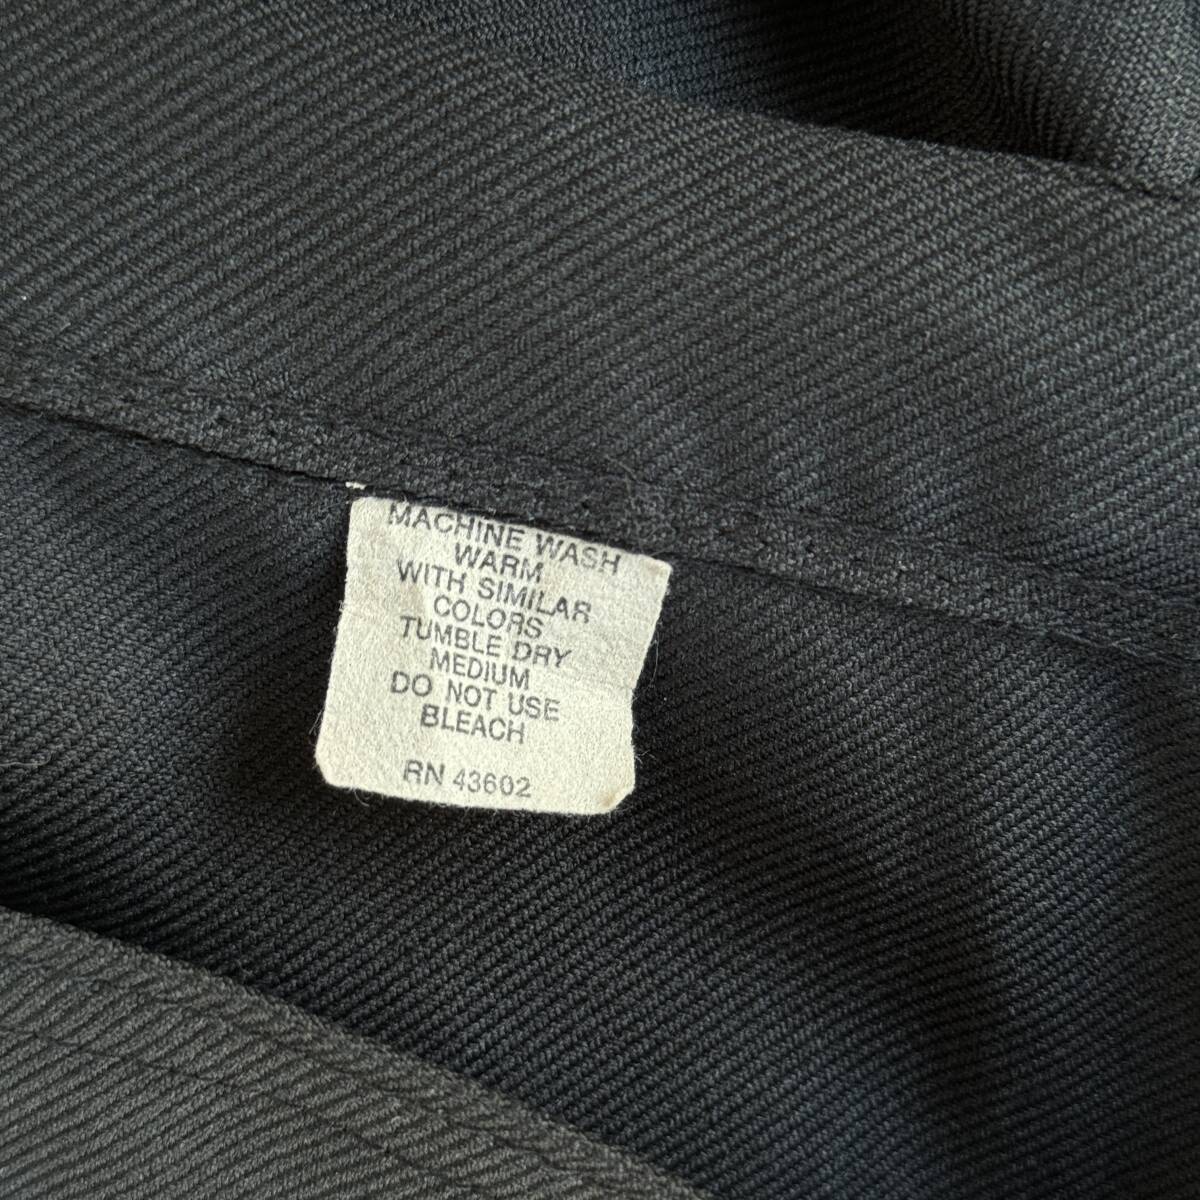 MACHINE WASH
WARM
WITH SIMILAR
COLORS
TUMBLE DRY
MEDIUM
DO NOT USE
BLEACH
RN 43602